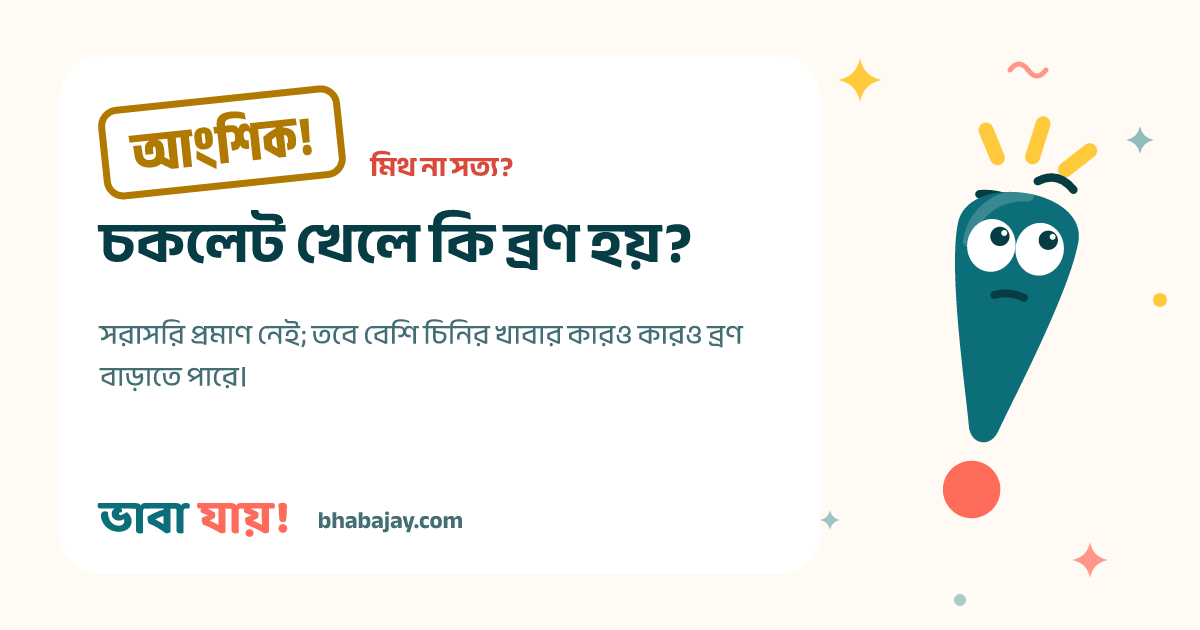 আংশিক!
মিথ না সত্য?
চকলেট খেলে কি ব্রণ হয়?
সরাসরি প্রমাণ নেই; তবে বেশি চিনির খাবার কারও কারও ব্রণ
বাড়াতে পারে।
ভাবা যায়! bhabajay.com